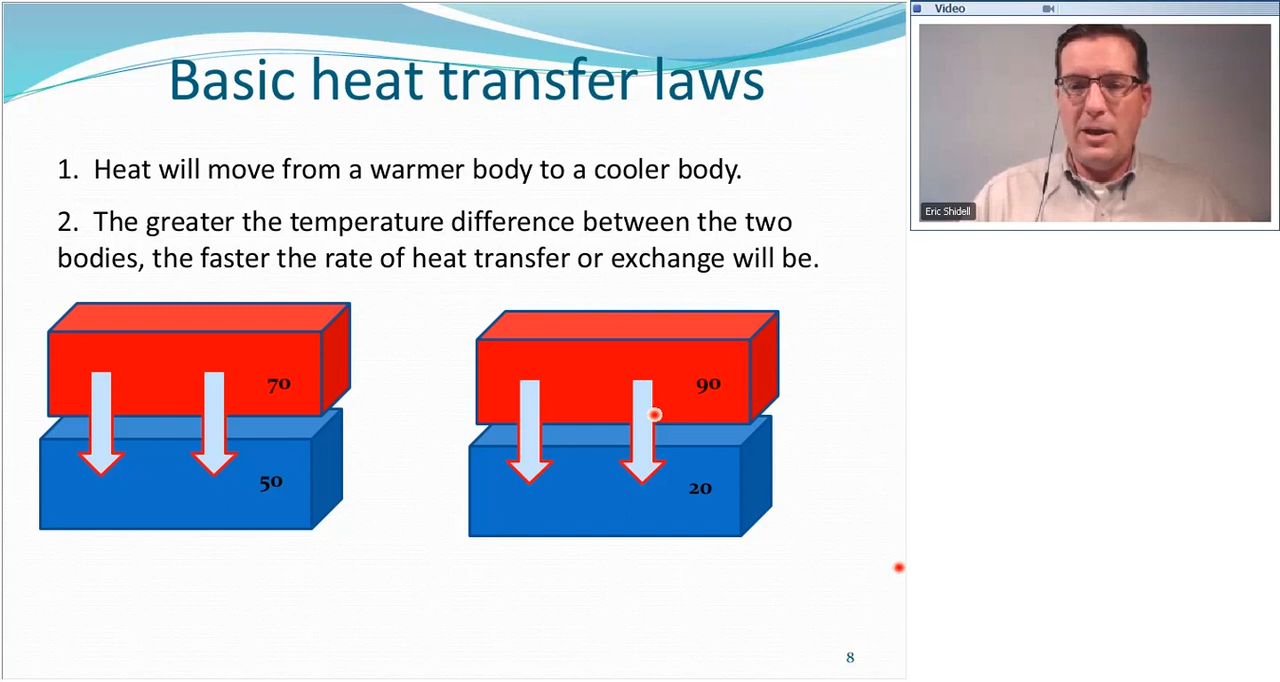 Basic heat transfer laws
1. Heat will move from a warmer body to a cooler body.
2. The greater the temperature difference between the two
bodies, the faster the rate of heat transfer or exchange will be.
70
50
90
20
8
Video
Eric Shidell